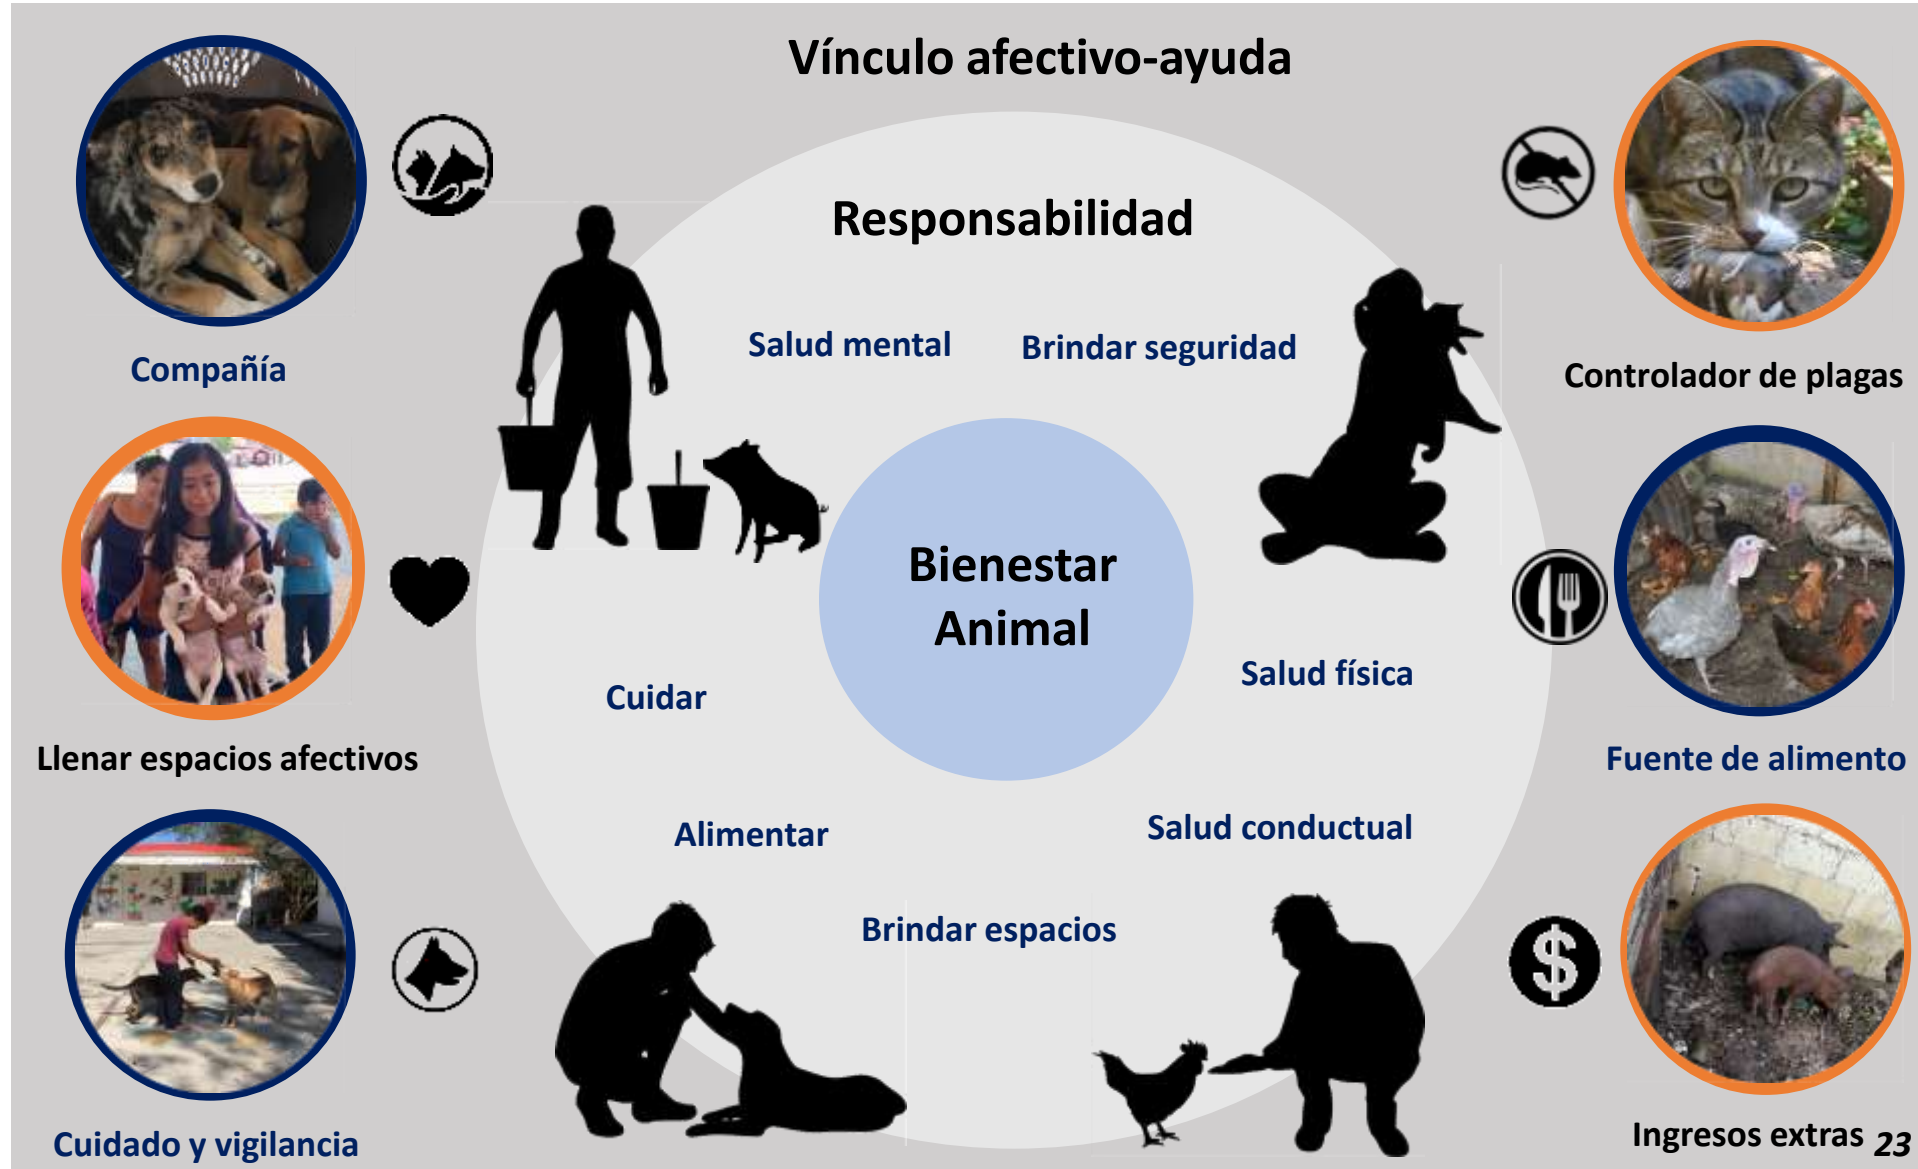 Vínculo afectivo-ayuda
Responsabilidad
Salud mental
Brindar seguridad
Compañía
Controlador de plagas
Bienestar
Animal
Cuidar
Salud física
Llenar espacios afectivos
Fuente de alimento
Alimentar
Salud conductual
Brindar espacios
$
Cuidado y vigilancia
Ingresos extras
23